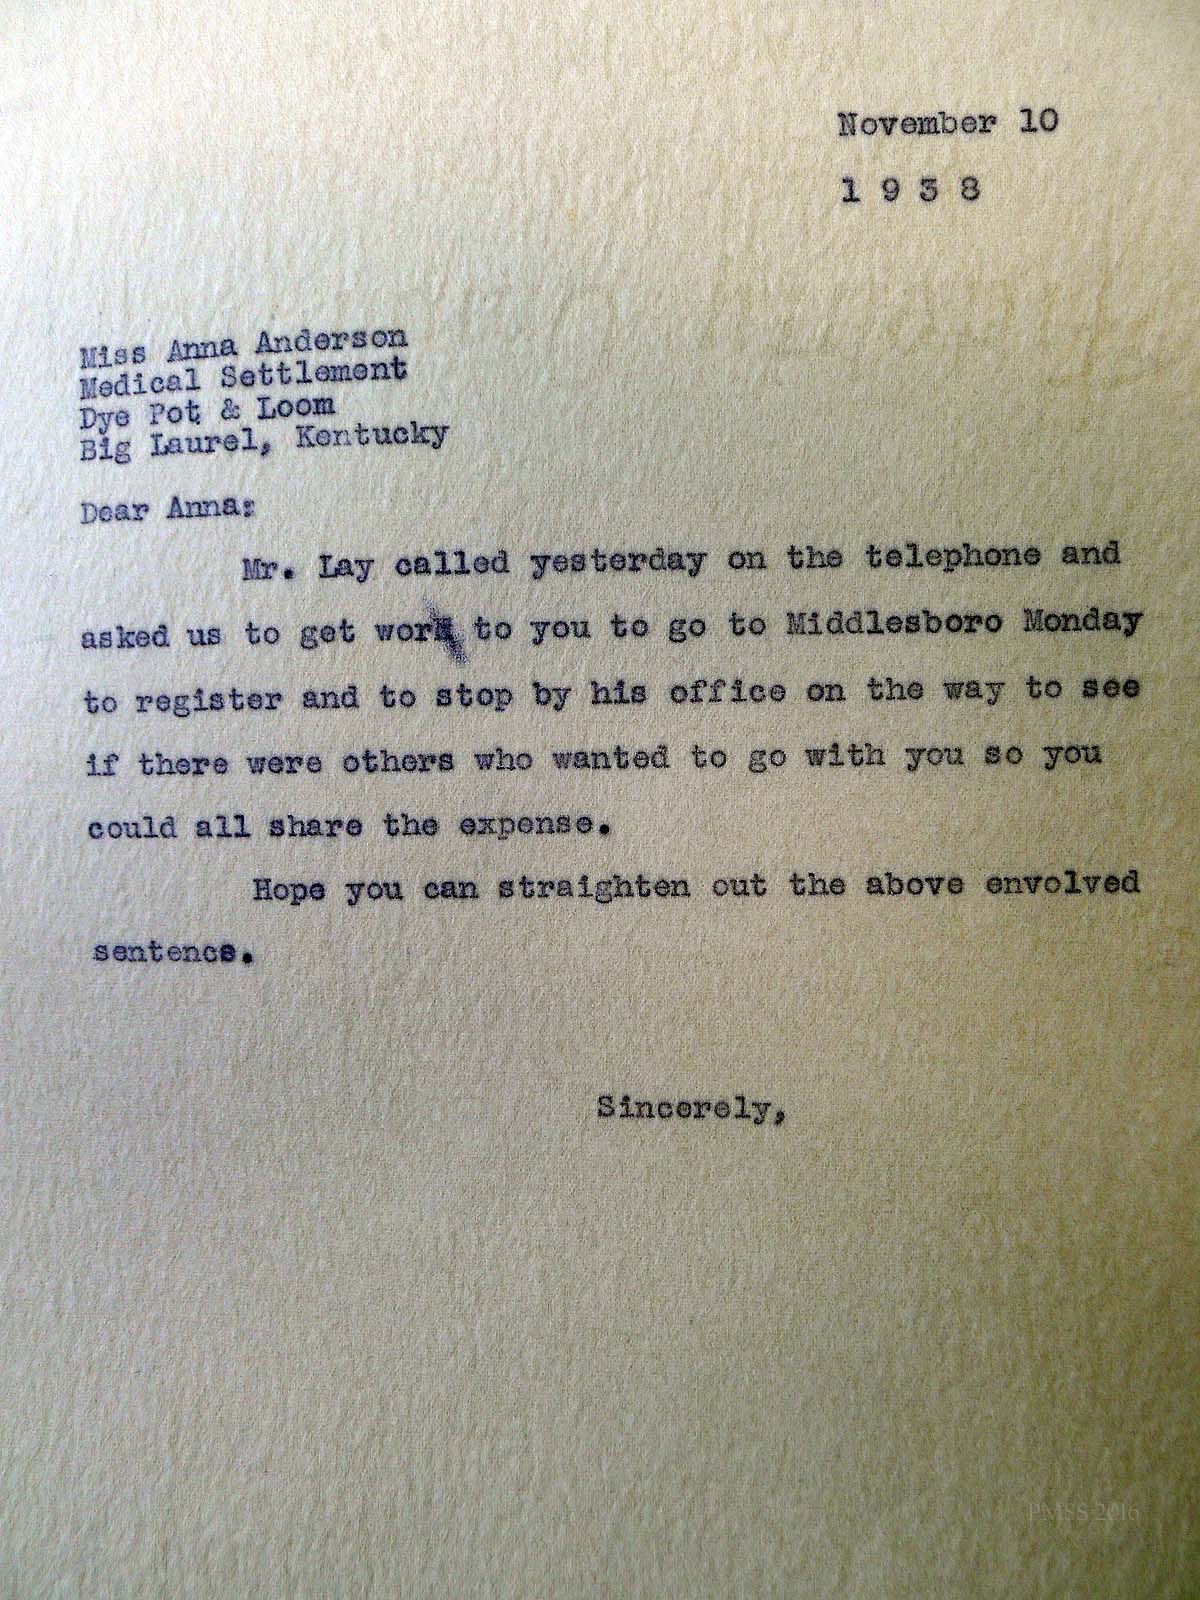 November 10
1 9 3 8
Miss Anna Anderson
Medical Settlement
Dye Pot & Loom
Big Laurel, Kentucky
Dear Anna:
Mr. Lay called yesterday on the telephone and
asked us to get to you to go to Middlesboro Monday
to register and to stop by his office on the way to see
if there were others who wanted to go with you so you
could all share the expense.
Hope you can straighten out the above envolved
sentence.
Sincerely,
PMSS 2016